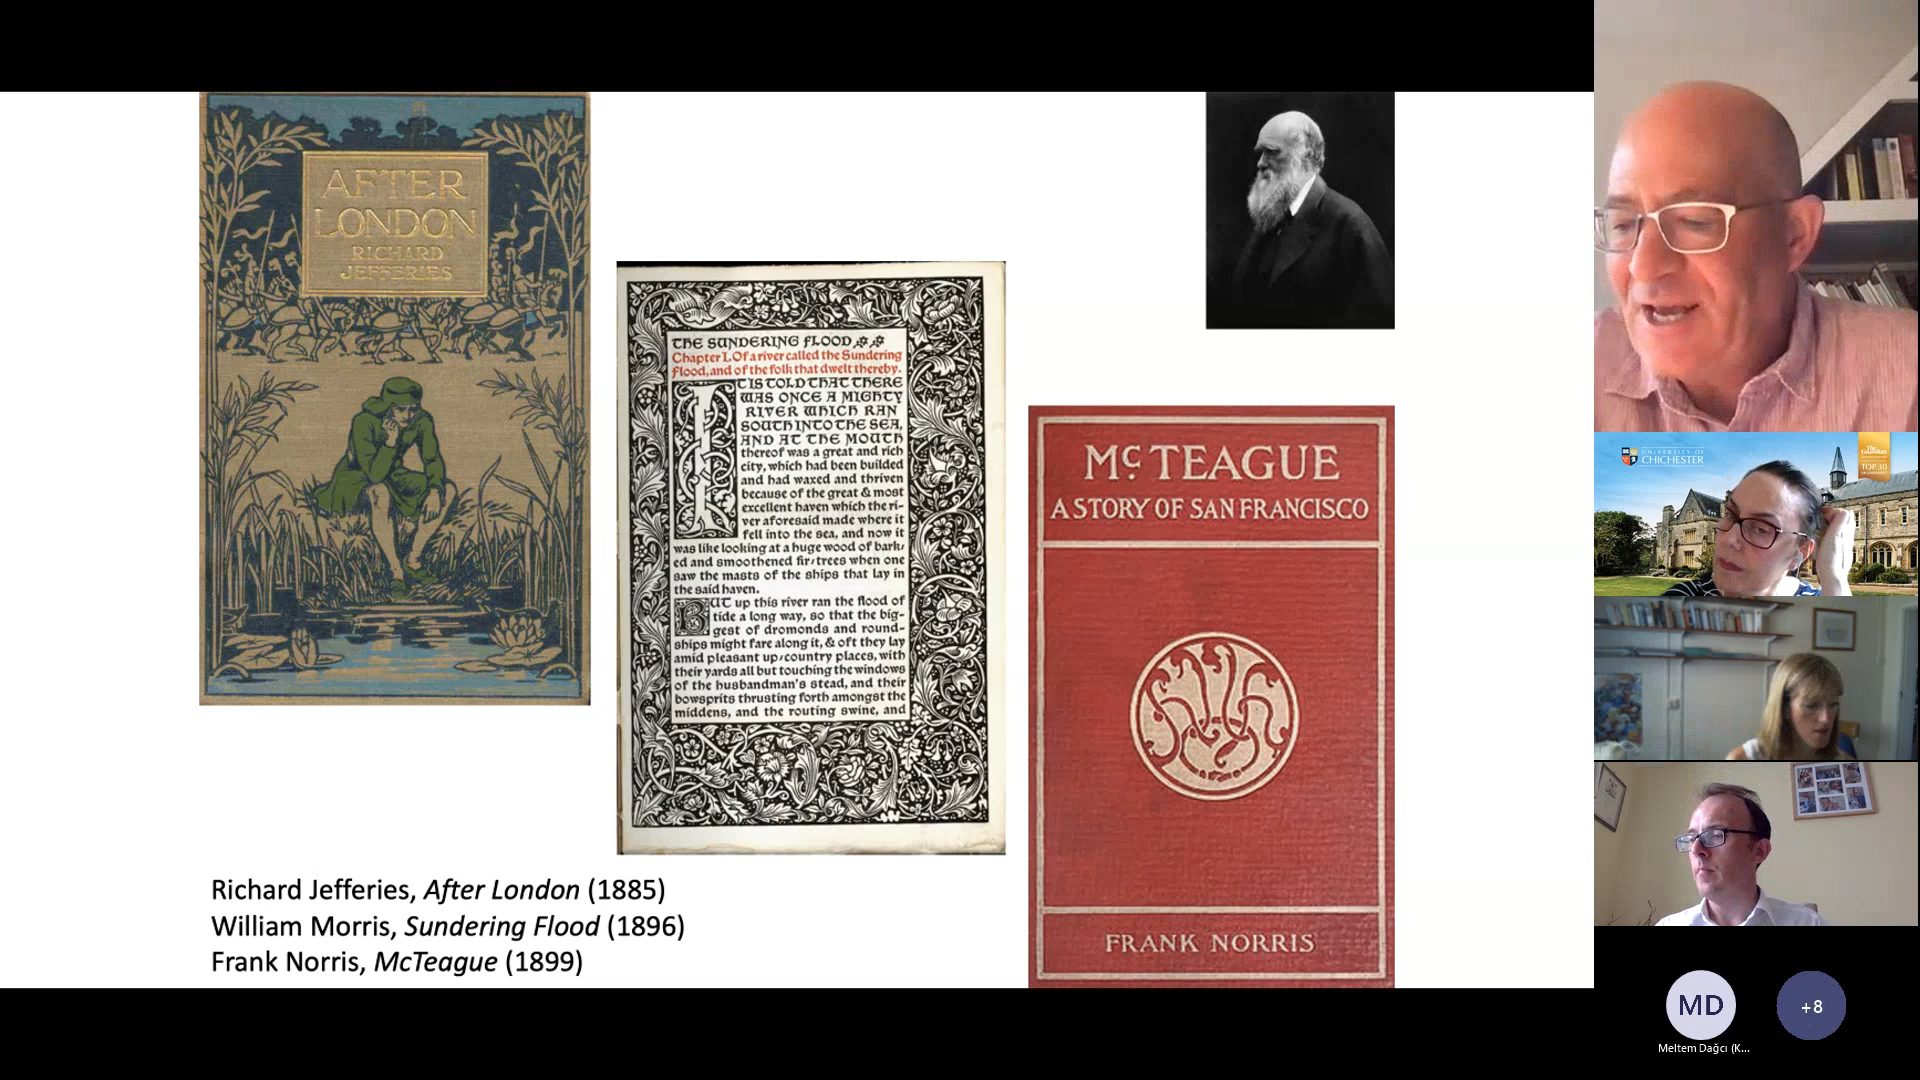 AFTER
LONDON
RICHARD
JEFFERIES
THE SUNDERING FLOOD
Chapter I. Of a river called the Sundering
Flood, and of the folk that dwelt thereby.
IT IS TOLD THAT THERE
WAS ONCE A MIGHTY
RIVER WHICH RAN
SOUTH INTO THE SEA,
AND AT THE MOUTH
thereof was a great and rich
city, which had been builded
and had waxed and thriven
because of the great & most
excellent haven which the ri-
ver aforesaid made where it
fell into the sea, and now it
was like looking at a huge wood of bark-
ed and smoothened fir-trees when one
saw the masts of the ships that lay in
the said haven.
BUT up this river ran the flood of
tide a long way, so that the big-
gest of dromonds and round-
ships might fare along it, & oft they lay
amid pleasant up-country places, with
their yards all but touching the windows
of the husbandman's stead, and their
bowsprits thrusting forth amongst the
middens, and the routing swine, and
McTEAGUE
A STORY OF SAN FRANCISCO
FRANK NORRIS
Richard Jefferies, After London (1885)
William Morris, Sundering Flood (1896)
Frank Norris, McTeague (1899)
UNIVERSITY OF
CHICHESTER
The
Guardian
TOP 30
MD
+8
Meltem Dağcı (K...